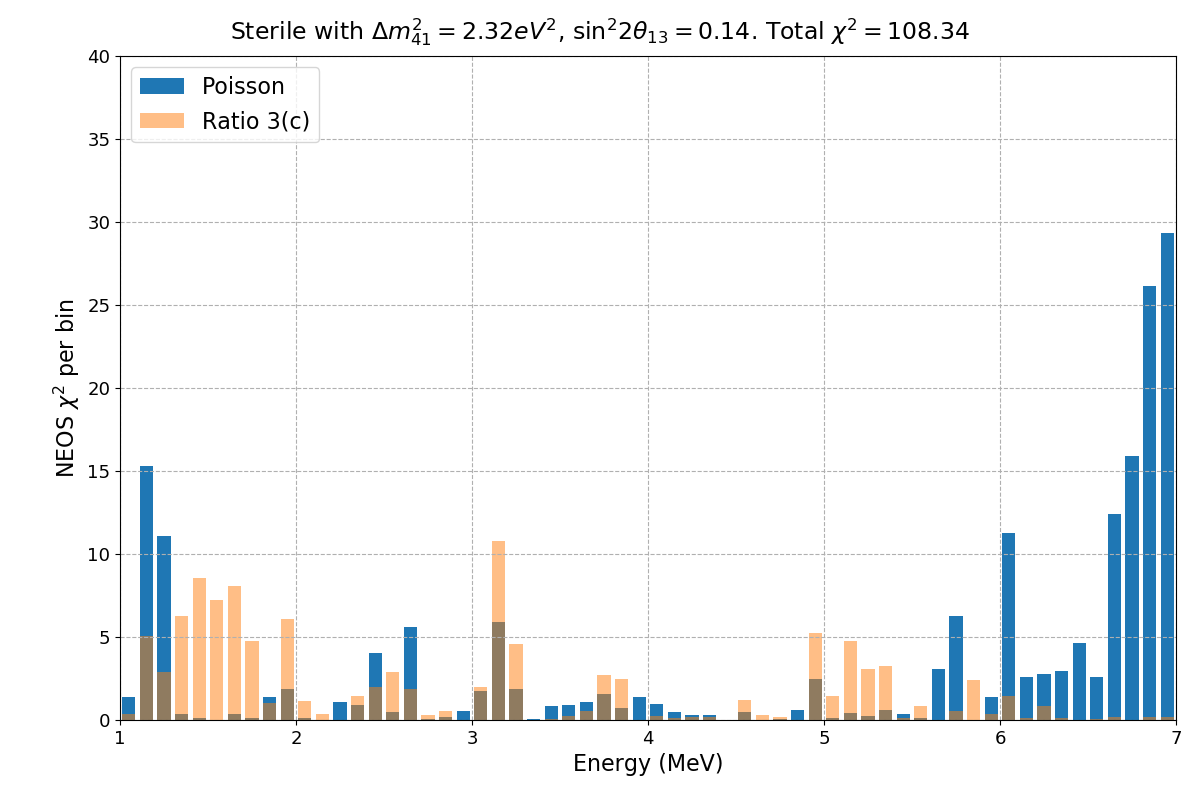 Sterile with Δm²₄₁ = 2.32eV², sin²2θ₁₃ = 0.14. Total χ² = 108.34
Poisson
Ratio 3(c)
40
35
30
25
20
15
10
5
0
NEOS χ² per bin
1 2 3 4 5 6 7
Energy (MeV)